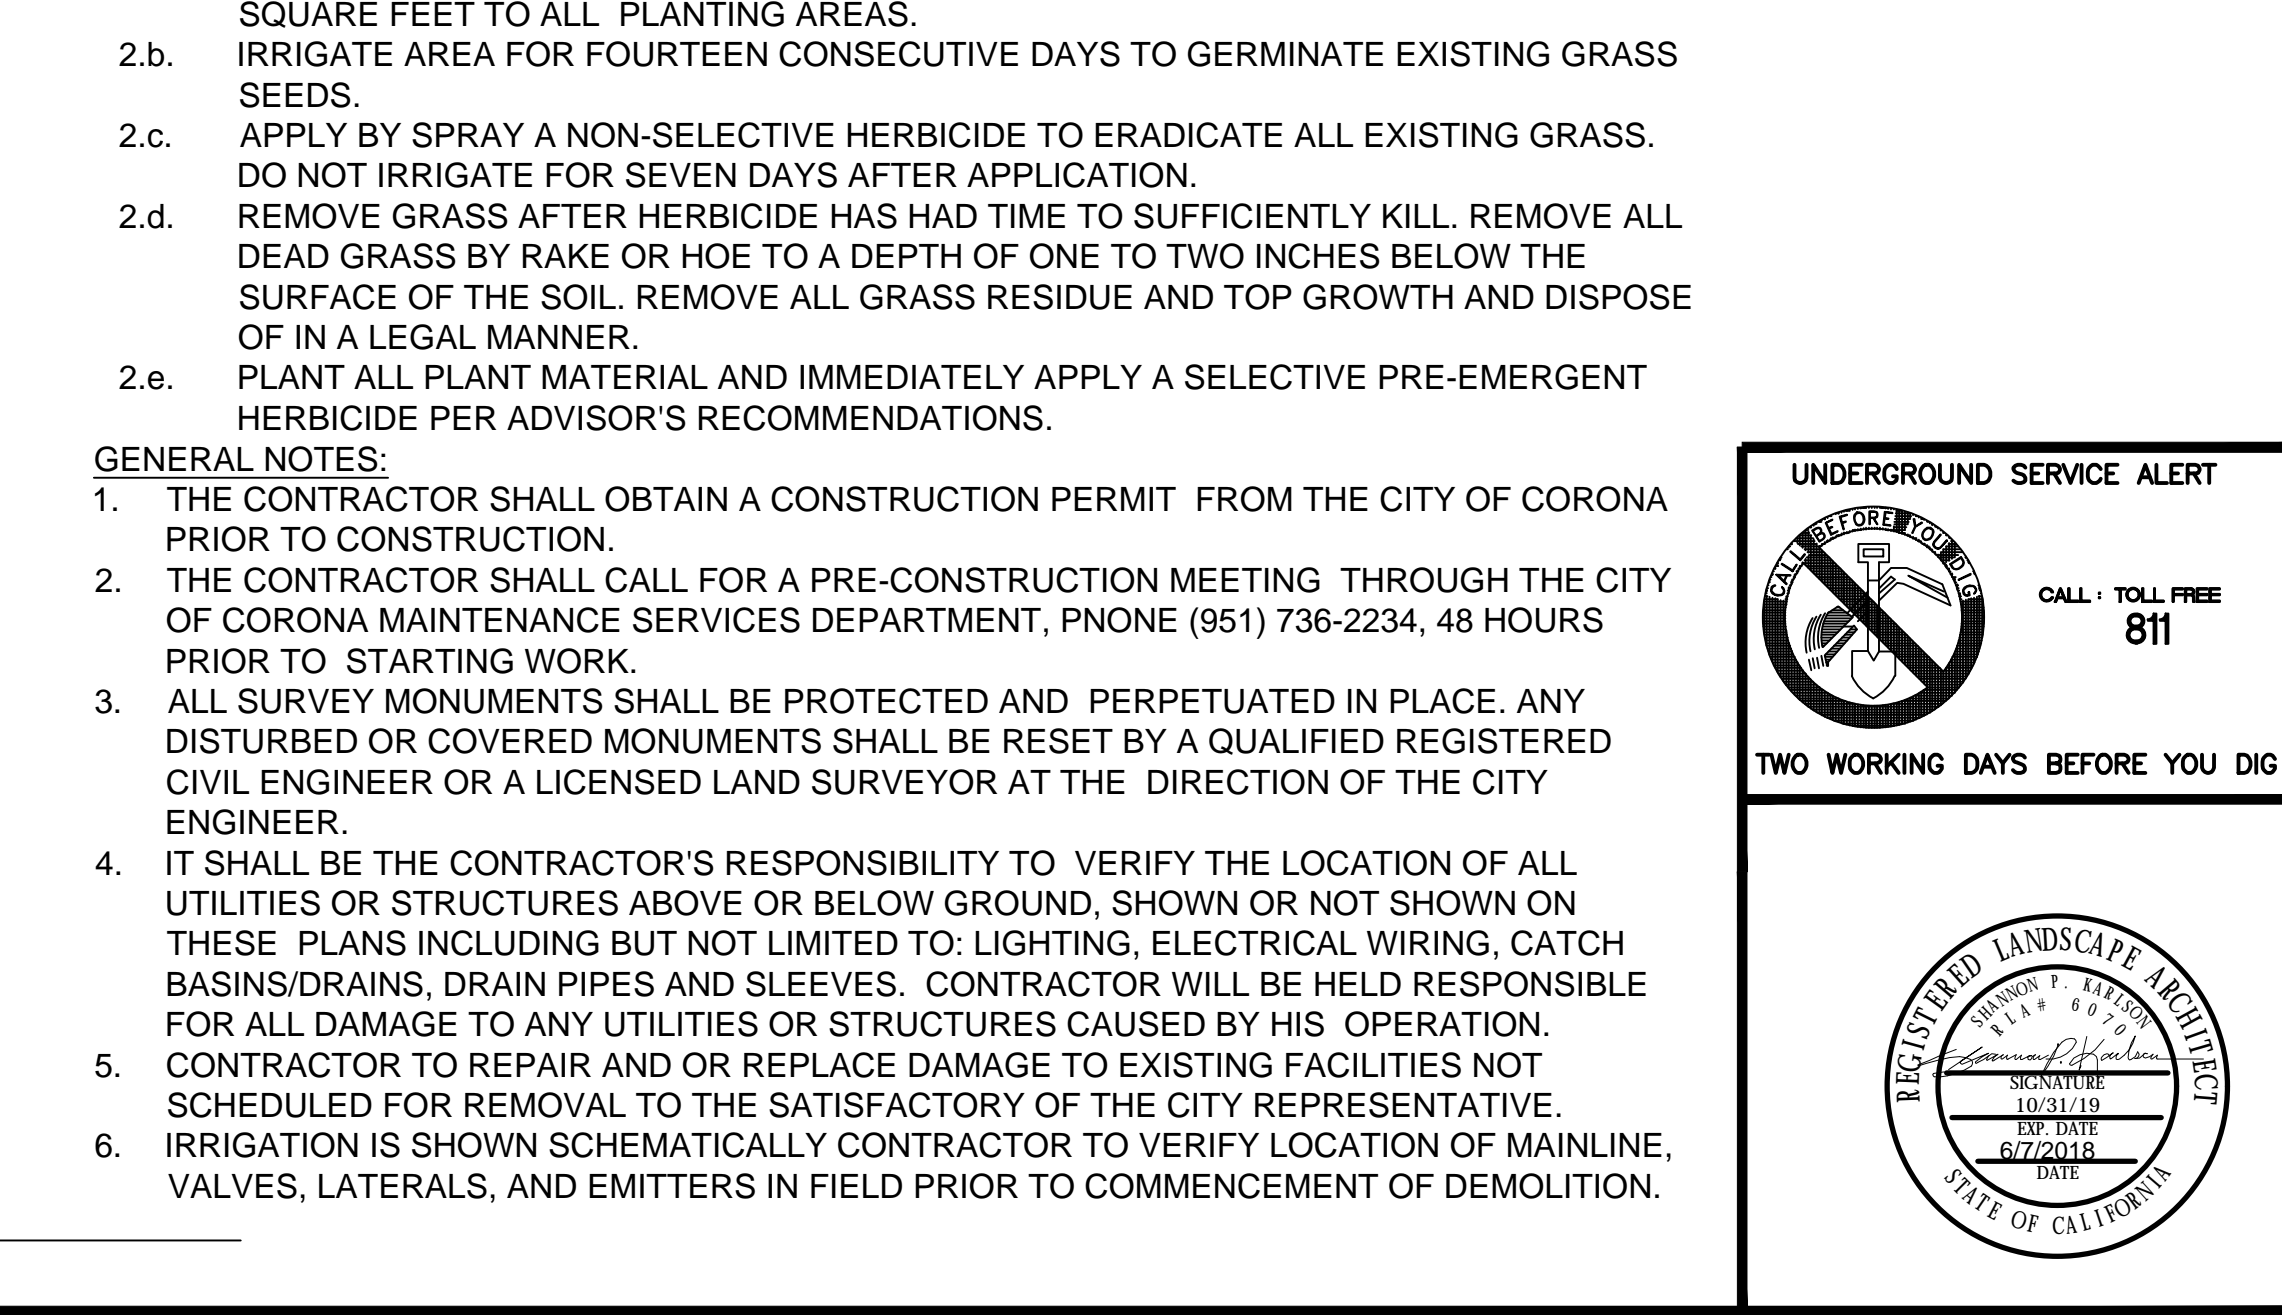 SQUARE FEET TO ALL PLANTING AREAS.
2.b. IRRIGATE AREA FOR FOURTEEN CONSECUTIVE DAYS TO GERMINATE EXISTING GRASS
SEEDS.
2.c. APPLY BY SPRAY A NON-SELECTIVE HERBICIDE TO ERADICATE ALL EXISTING GRASS.
DO NOT IRRIGATE FOR SEVEN DAYS AFTER APPLICATION.
2.d. REMOVE GRASS AFTER HERBICIDE HAS HAD TIME TO SUFFICIENTLY KILL. REMOVE ALL
DEAD GRASS BY RAKE OR HOE TO A DEPTH OF ONE TO TWO INCHES BELOW THE
SURFACE OF THE SOIL. REMOVE ALL GRASS RESIDUE AND TOP GROWTH AND DISPOSE
OF IN A LEGAL MANNER.
2.e. PLANT ALL PLANT MATERIAL AND IMMEDIATELY APPLY A SELECTIVE PRE-EMERGENT
HERBICIDE PER ADVISOR'S RECOMMENDATIONS.
GENERAL NOTES:
1. THE CONTRACTOR SHALL OBTAIN A CONSTRUCTION PERMIT FROM THE CITY OF CORONA
PRIOR TO CONSTRUCTION.
2. THE CONTRACTOR SHALL CALL FOR A PRE-CONSTRUCTION MEETING THROUGH THE CITY
OF CORONA MAINTENANCE SERVICES DEPARTMENT, PNONE (951) 736-2234, 48 HOURS
PRIOR TO STARTING WORK.
3. ALL SURVEY MONUMENTS SHALL BE PROTECTED AND PERPETUATED IN PLACE. ANY
DISTURBED OR COVERED MONUMENTS SHALL BE RESET BY A QUALIFIED REGISTERED
CIVIL ENGINEER OR A LICENSED LAND SURVEYOR AT THE DIRECTION OF THE CITY
ENGINEER.
4. IT SHALL BE THE CONTRACTOR'S RESPONSIBILITY TO VERIFY THE LOCATION OF ALL
UTILITIES OR STRUCTURES ABOVE OR BELOW GROUND, SHOWN OR NOT SHOWN ON
THESE PLANS INCLUDING BUT NOT LIMITED TO: LIGHTING, ELECTRICAL WIRING, CATCH
BASINS/DRAINS, DRAIN PIPES AND SLEEVES. CONTRACTOR WILL BE HELD RESPONSIBLE
FOR ALL DAMAGE TO ANY UTILITIES OR STRUCTURES CAUSED BY HIS OPERATION.
5. CONTRACTOR TO REPAIR AND OR REPLACE DAMAGE TO EXISTING FACILITIES NOT
SCHEDULED FOR REMOVAL TO THE SATISFACTORY OF THE CITY REPRESENTATIVE.
6. IRRIGATION IS SHOWN SCHEMATICALLY CONTRACTOR TO VERIFY LOCATION OF MAINLINE,
VALVES, LATERALS, AND EMITTERS IN FIELD PRIOR TO COMMENCEMENT OF DEMOLITION.
UNDERGROUND SERVICE ALERT
CALL BEFORE YOU DIG
CALL : TOLL FREE
811
TWO WORKING DAYS BEFORE YOU DIG
REGISTERED LANDSCAPE ARCHITECT
SHANNON P. KARLSON
RLA# 6070
Shannon P. Karlson
SIGNATURE
10/31/19
EXP. DATE
6/7/2018
DATE
STATE OF CALIFORNIA